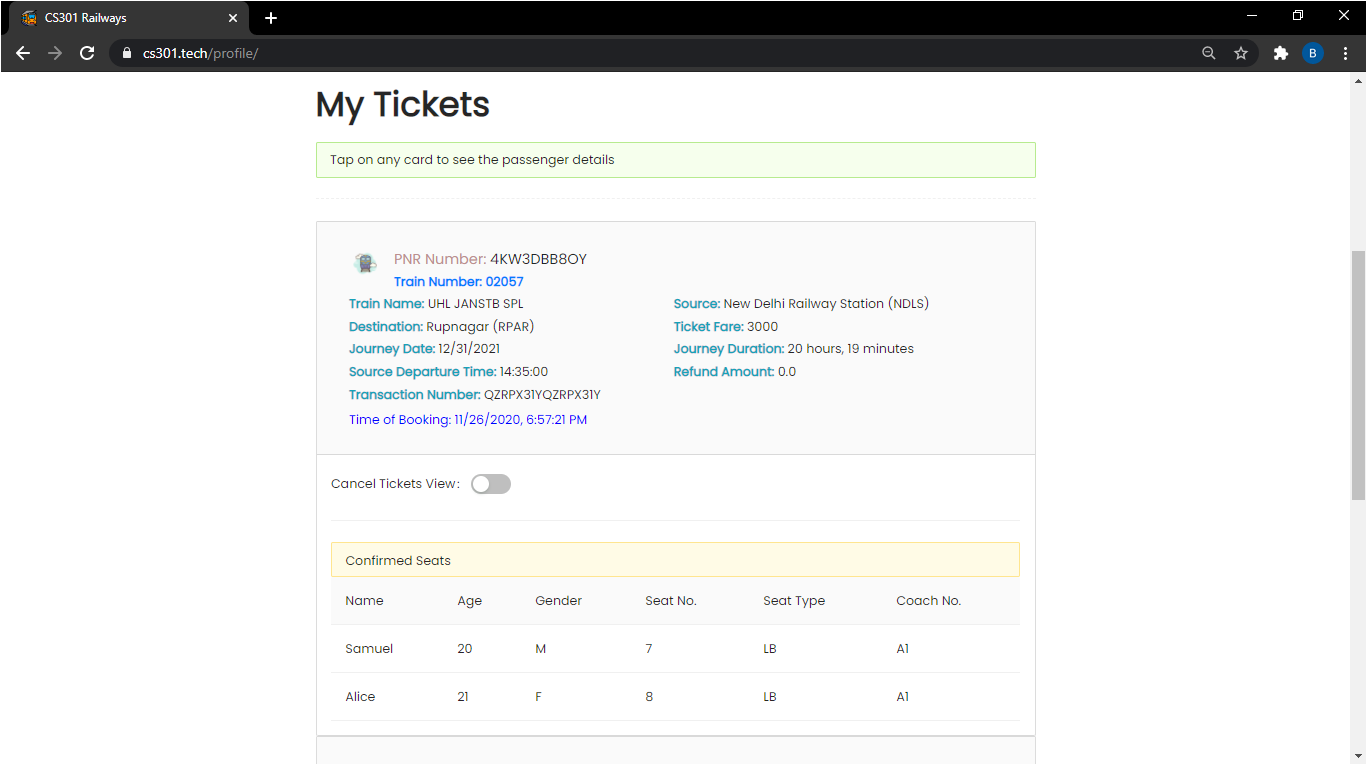 CS301 Railways
cs301.tech/profile/
B
My Tickets
Tap on any card to see the passenger details
PNR Number: 4KW3DBB8OY
Train Number: 02057
Train Name: UHL JANSTB SPL
Source: New Delhi Railway Station (NDLS)
Destination: Rupnagar (RPAR)
Ticket Fare: 3000
Journey Date: 12/31/2021
Journey Duration: 20 hours, 19 minutes
Source Departure Time: 14:35:00
Refund Amount: 0.0
Transaction Number: QZRPX31YQZRPX31Y
Time of Booking: 11/26/2020, 6:57:21 PM
Cancel Tickets View:
Confirmed Seats
Name Age Gender Seat No. Seat Type Coach No.
Samuel 20 M 7 LB A1
Alice 21 F 8 LB A1